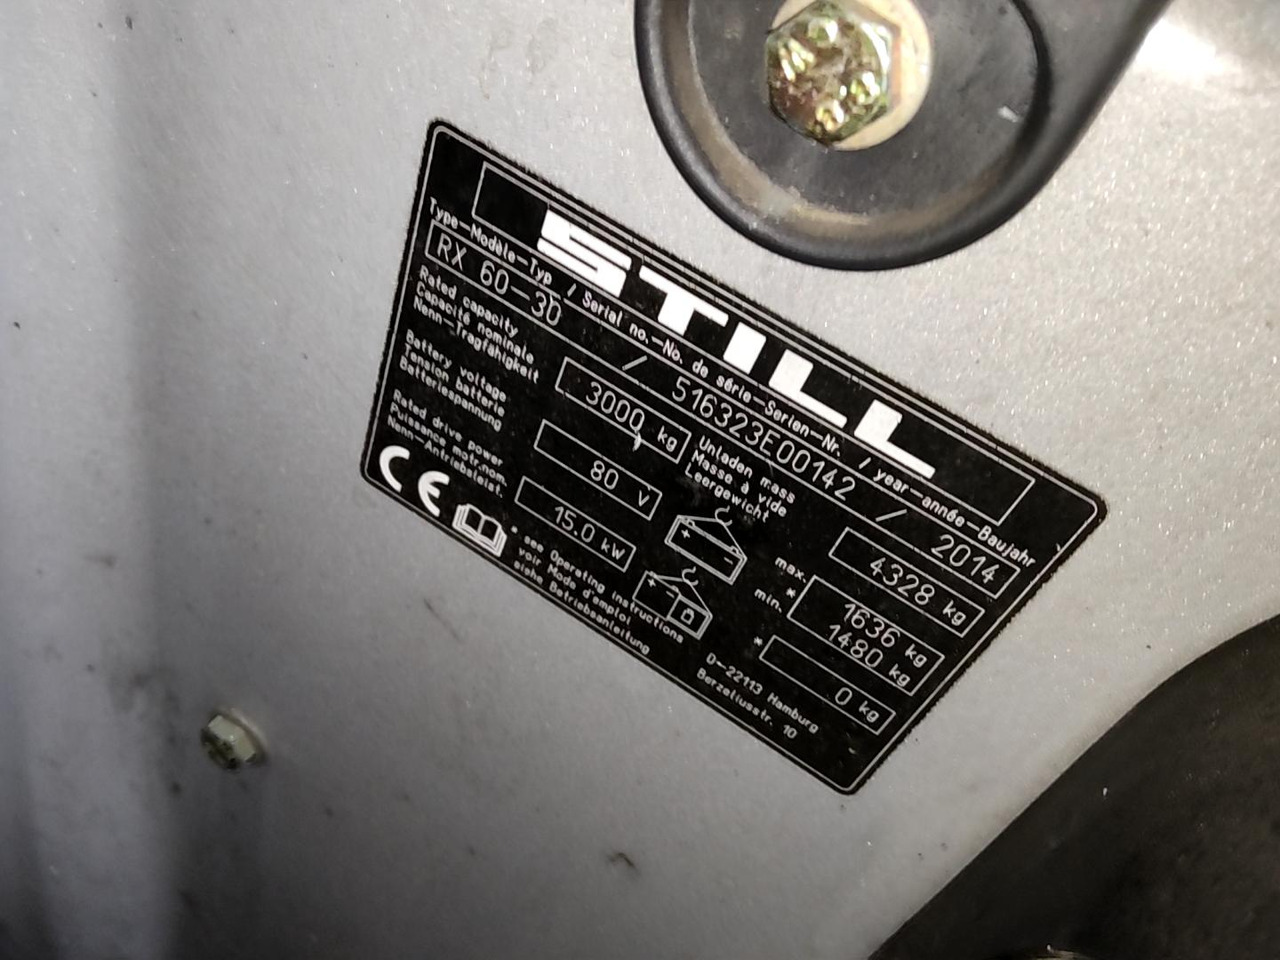 STILL
Type-Modèle-Typ / Serial no.-No. de série-Serien-Nr. / year-année-Baujahr
RX 60-30 / 516323E00142 / 2014
Rated capacity
Capacité nominale
Nenn-Tragfähigkeit
3000 kg
Unladen mass
Masse à vide
Leergewicht
4328 kg
Battery voltage
Tension batterie
Batteriespannung
80 V
max. 1636 kg
* min. 1480 kg
Rated drive power
Puissance motr.nom.
Nenn-Antriebsleist.
15.0 kW
* 0 kg
CE
* see Operating instructions
voir Mode d'emploi
siehe Betriebsanleitung
D-22113 Hamburg
Berzeliusstr. 10